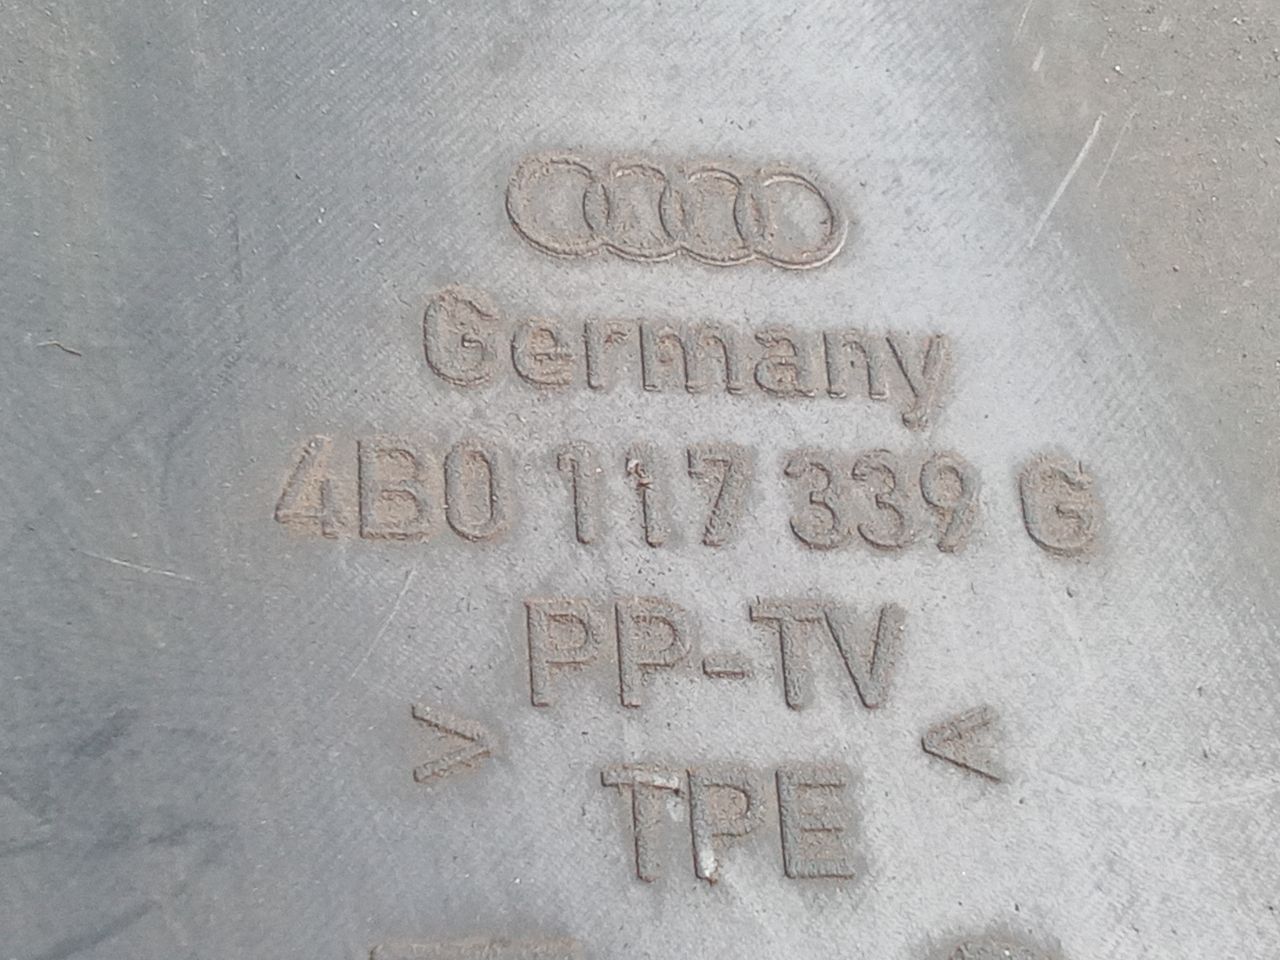 Germany
4B0 117 339 G
PP-TV
> <
TPE